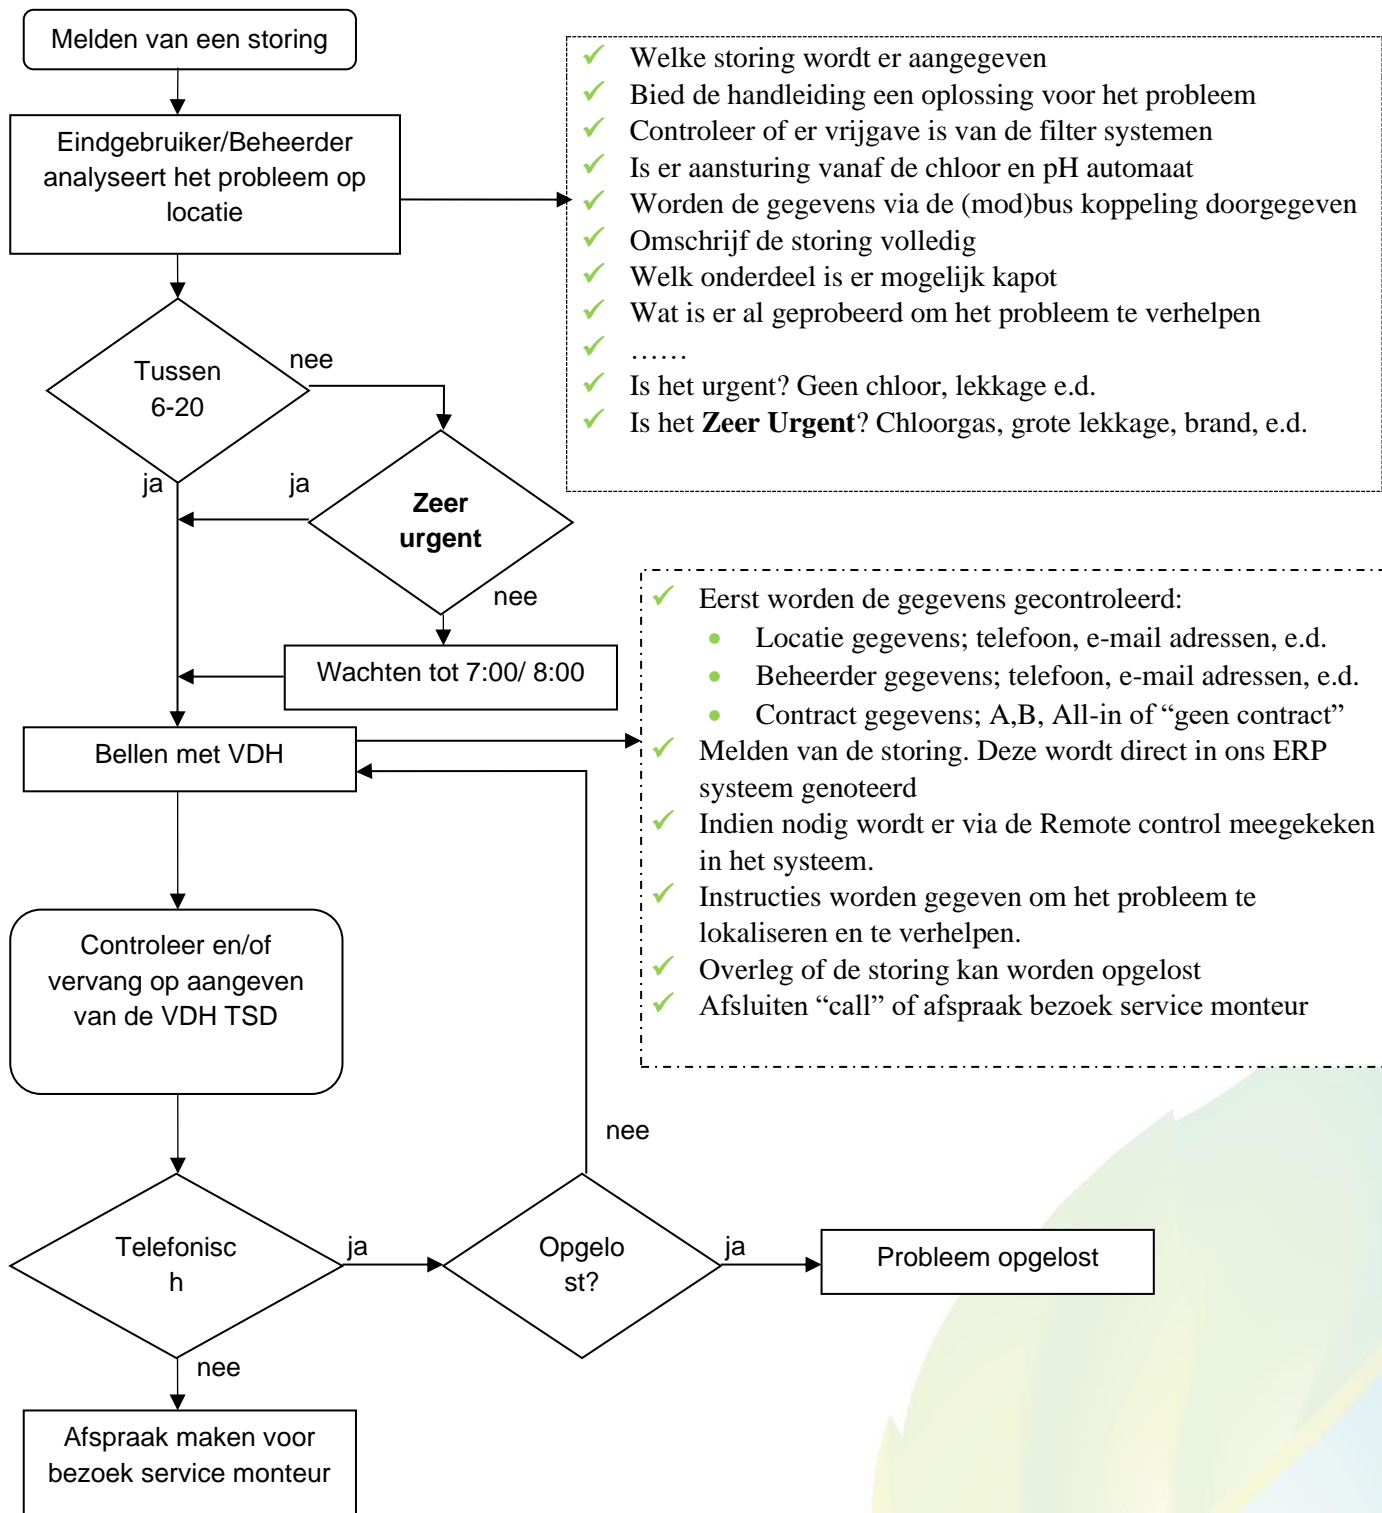 Melden van een storing
Eindgebruiker/Beheerder
analyseert het probleem op
locatie
Welke storing wordt er aangegeven
Bied de handleiding een oplossing voor het probleem
Controleer of er vrijgave is van de filter systemen
Is er aansturing vanaf de chloor en pH automaat
Worden de gegevens via de (mod)bus koppeling doorgegeven
Omschrijf de storing volledig
Welk onderdeel is er mogelijk kapot
Wat is er al geprobeerd om het probleem te verhelpen
……
Is het urgent? Geen chloor, lekkage e.d.
Is het Zeer Urgent? Chloorgas, grote lekkage, brand, e.d.
Tussen
6-20
nee
ja
ja
Zeer
urgent
nee
Wachten tot 7:00/ 8:00
Bellen met VDH
Eerst worden de gegevens gecontroleerd:
Locatie gegevens; telefoon, e-mail adressen, e.d.
Beheerder gegevens; telefoon, e-mail adressen, e.d.
Contract gegevens; A,B, All-in of “geen contract”
Melden van de storing. Deze wordt direct in ons ERP
systeem genoteerd
Indien nodig wordt er via de Remote control meegekeken
in het systeem.
Instructies worden gegeven om het probleem te
lokaliseren en te verhelpen.
Overleg of de storing kan worden opgelost
Afsluiten “call” of afspraak bezoek service monteur
Controleer en/of
vervang op aangeven
van de VDH TSD
nee
Telefonisc
h
ja
Opgelo
st?
ja
Probleem opgelost
nee
Afspraak maken voor
bezoek service monteur